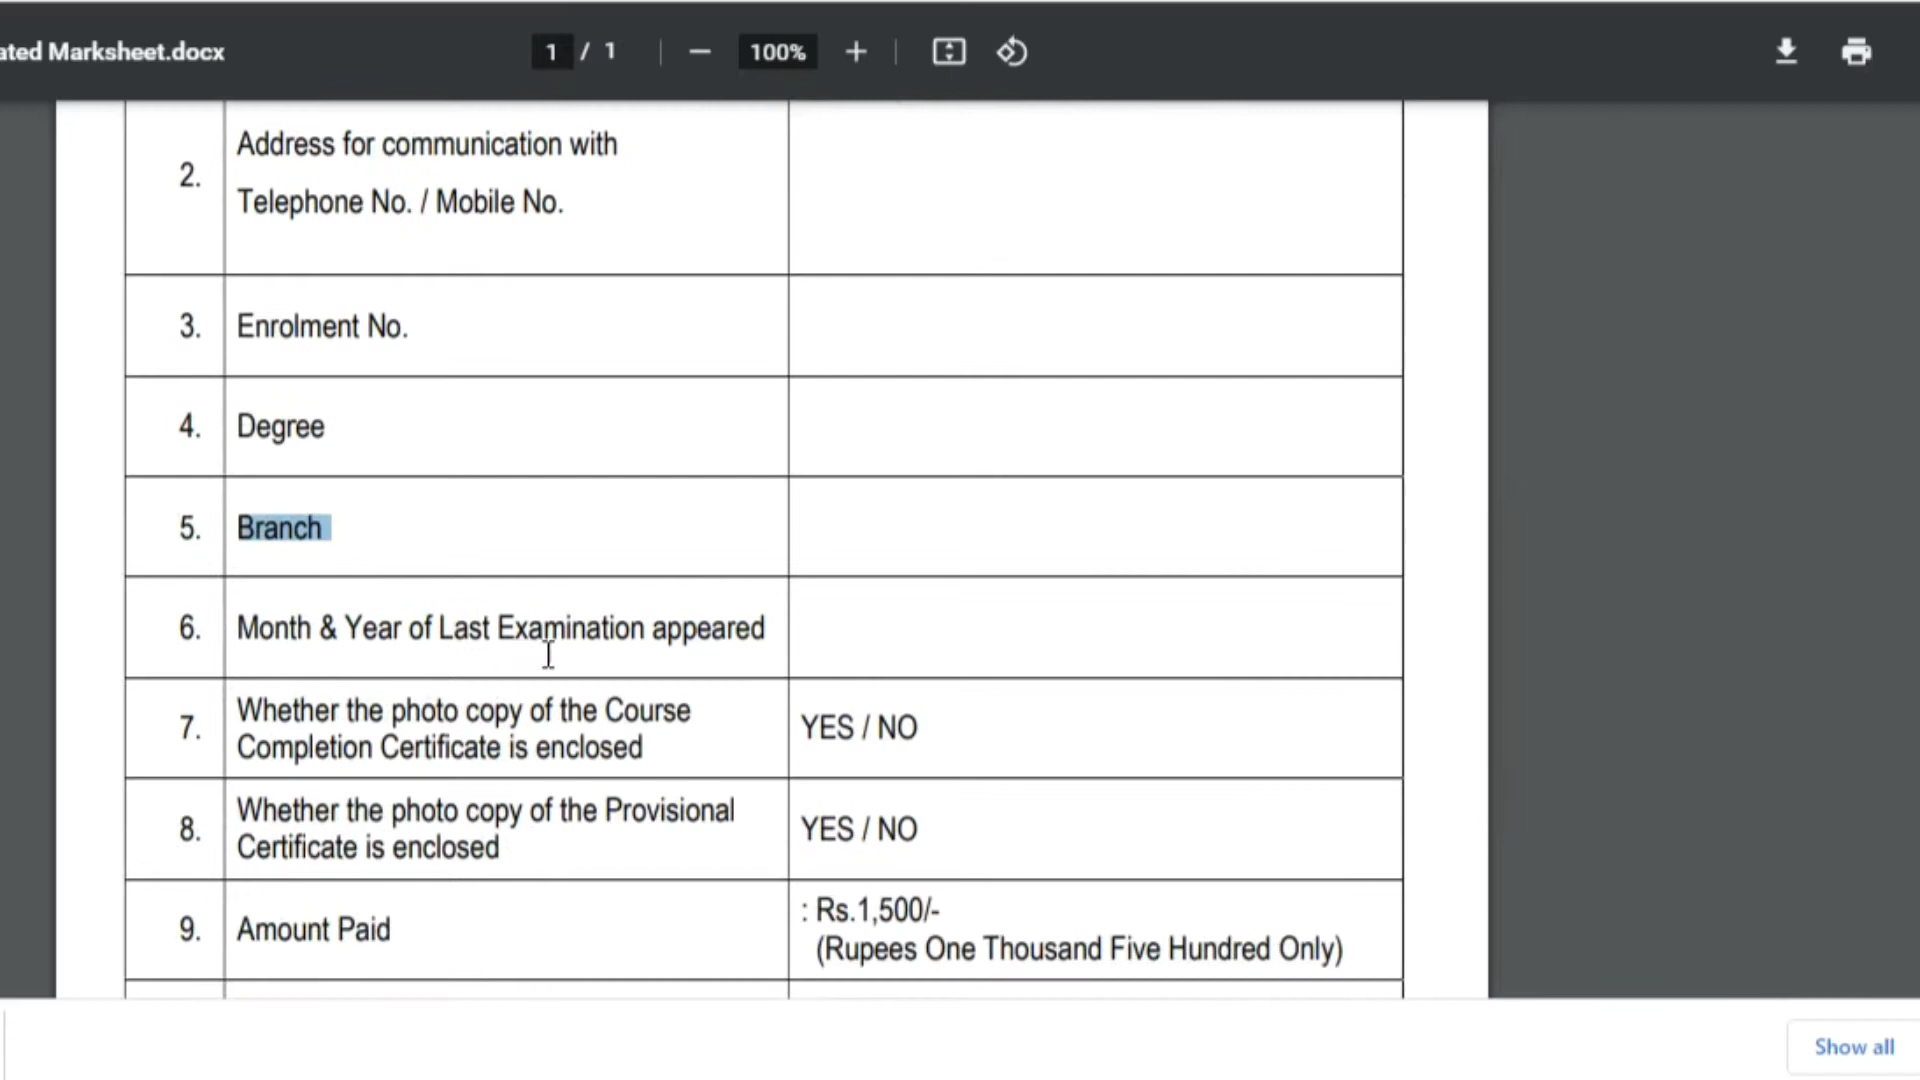 ated Marksheet.docx
1 / 1
100%
2.
Address for communication with
Telephone No. / Mobile No.
3.
Enrolment No.
4.
Degree
5.
Branch
6.
Month & Year of Last Examination appeared
7.
Whether the photo copy of the Course
Completion Certificate is enclosed
YES / NO
8.
Whether the photo copy of the Provisional
Certificate is enclosed
YES / NO
9.
Amount Paid
: Rs.1,500/-
(Rupees One Thousand Five Hundred Only)
Show all